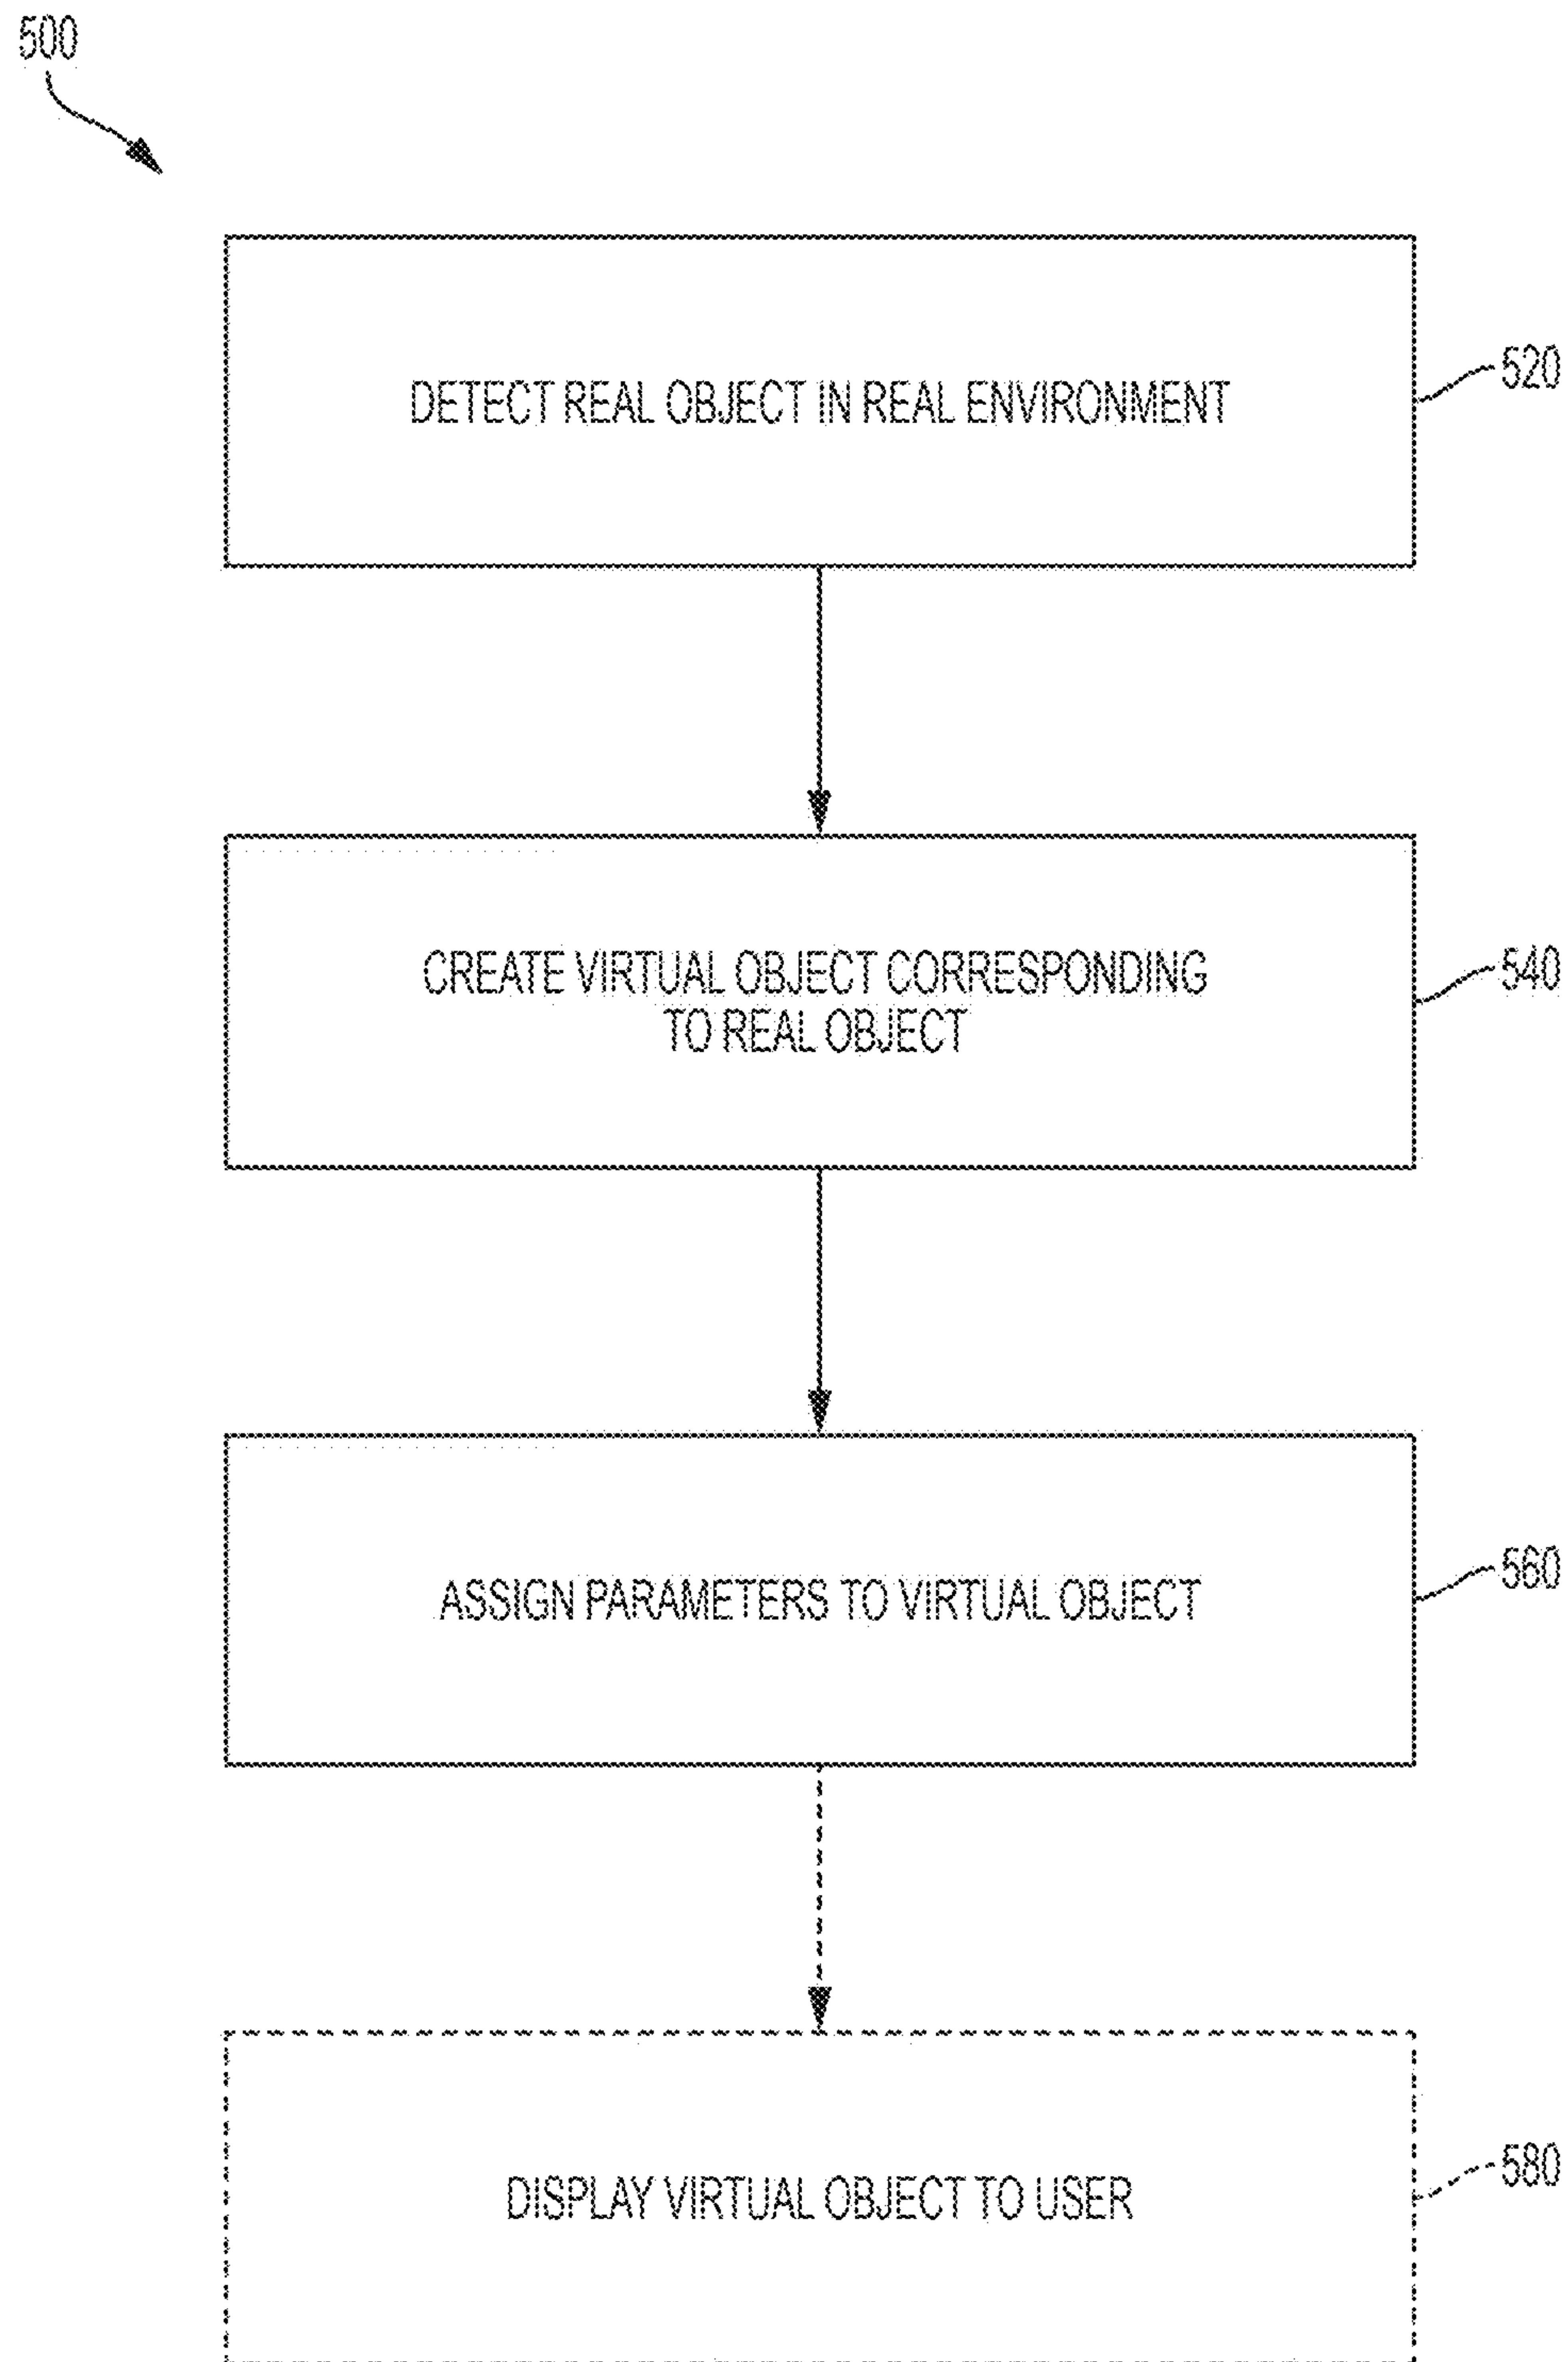 500
DETECT REAL OBJECT IN REAL ENVIRONMENT
520
CREATE VIRTUAL OBJECT CORRESPONDING
TO REAL OBJECT
540
ASSIGN PARAMETERS TO VIRTUAL OBJECT
560
DISPLAY VIRTUAL OBJECT TO USER
580